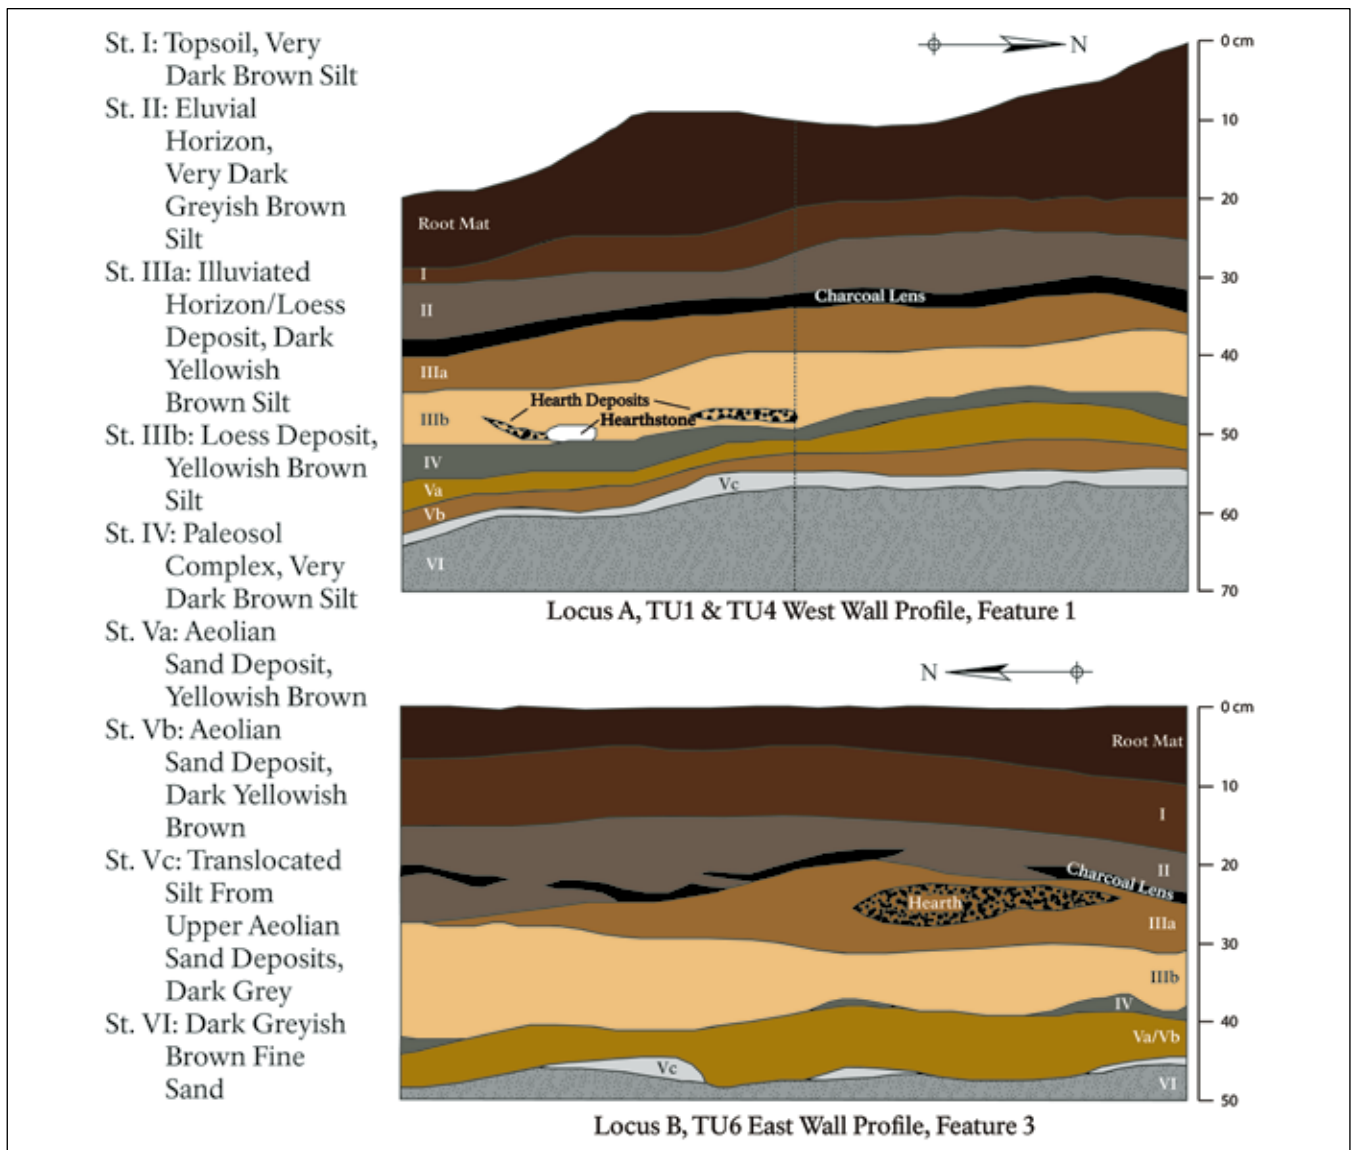 St. I: Topsoil, Very
Dark Brown Silt
St. II: Eluvial
Horizon,
Very Dark
Greyish Brown
Silt
St. IIIa: Illuviated
Horizon/Loess
Deposit, Dark
Yellowish
Brown Silt
St. IIIb: Loess Deposit,
Yellowish Brown
Silt
St. IV: Paleosol
Complex, Very
Dark Brown Silt
St. Va: Aeolian
Sand Deposit,
Yellowish Brown
St. Vb: Aeolian
Sand Deposit,
Dark Yellowish
Brown
St. Vc: Translocated
Silt From
Upper Aeolian
Sand Deposits,
Dark Grey
St. VI: Dark Greyish
Brown Fine
Sand
N
0 cm
10
20
30
40
50
60
70
Root Mat
I
II
Charcoal Lens
IIIa
Hearth Deposits
Hearthstone
IIIb
IV
Va
Vc
Vb
VI
Locus A, TU1 & TU4 West Wall Profile, Feature 1
N
0 cm
10
20
30
40
50
Root Mat
I
II
Charcoal Lens
Hearth
IIIa
IIIb
IV
Va/Vb
Vc
VI
Locus B, TU6 East Wall Profile, Feature 3